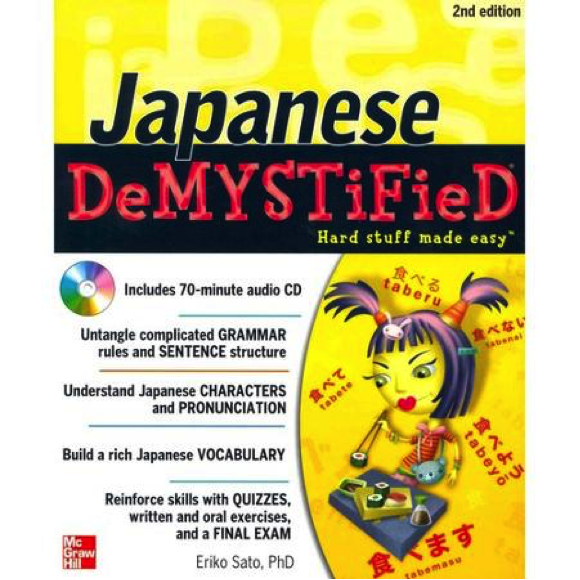 2nd edition
Japanese
DeMYSTiFieD®
Hard stuff made easy™
Includes 70-minute audio CD
Untangle complicated GRAMMAR
rules and SENTENCE structure
Understand Japanese CHARACTERS
and PRONUNCIATION
Build a rich Japanese VOCABULARY
Reinforce skills with QUIZZES,
written and oral exercises,
and a FINAL EXAM
Eriko Sato, PhD
Mc
Graw
Hill
食べる
taberu
食べない
tabenai
食べて
tabete
食べよう
tabeyō
食べます
tabemasu